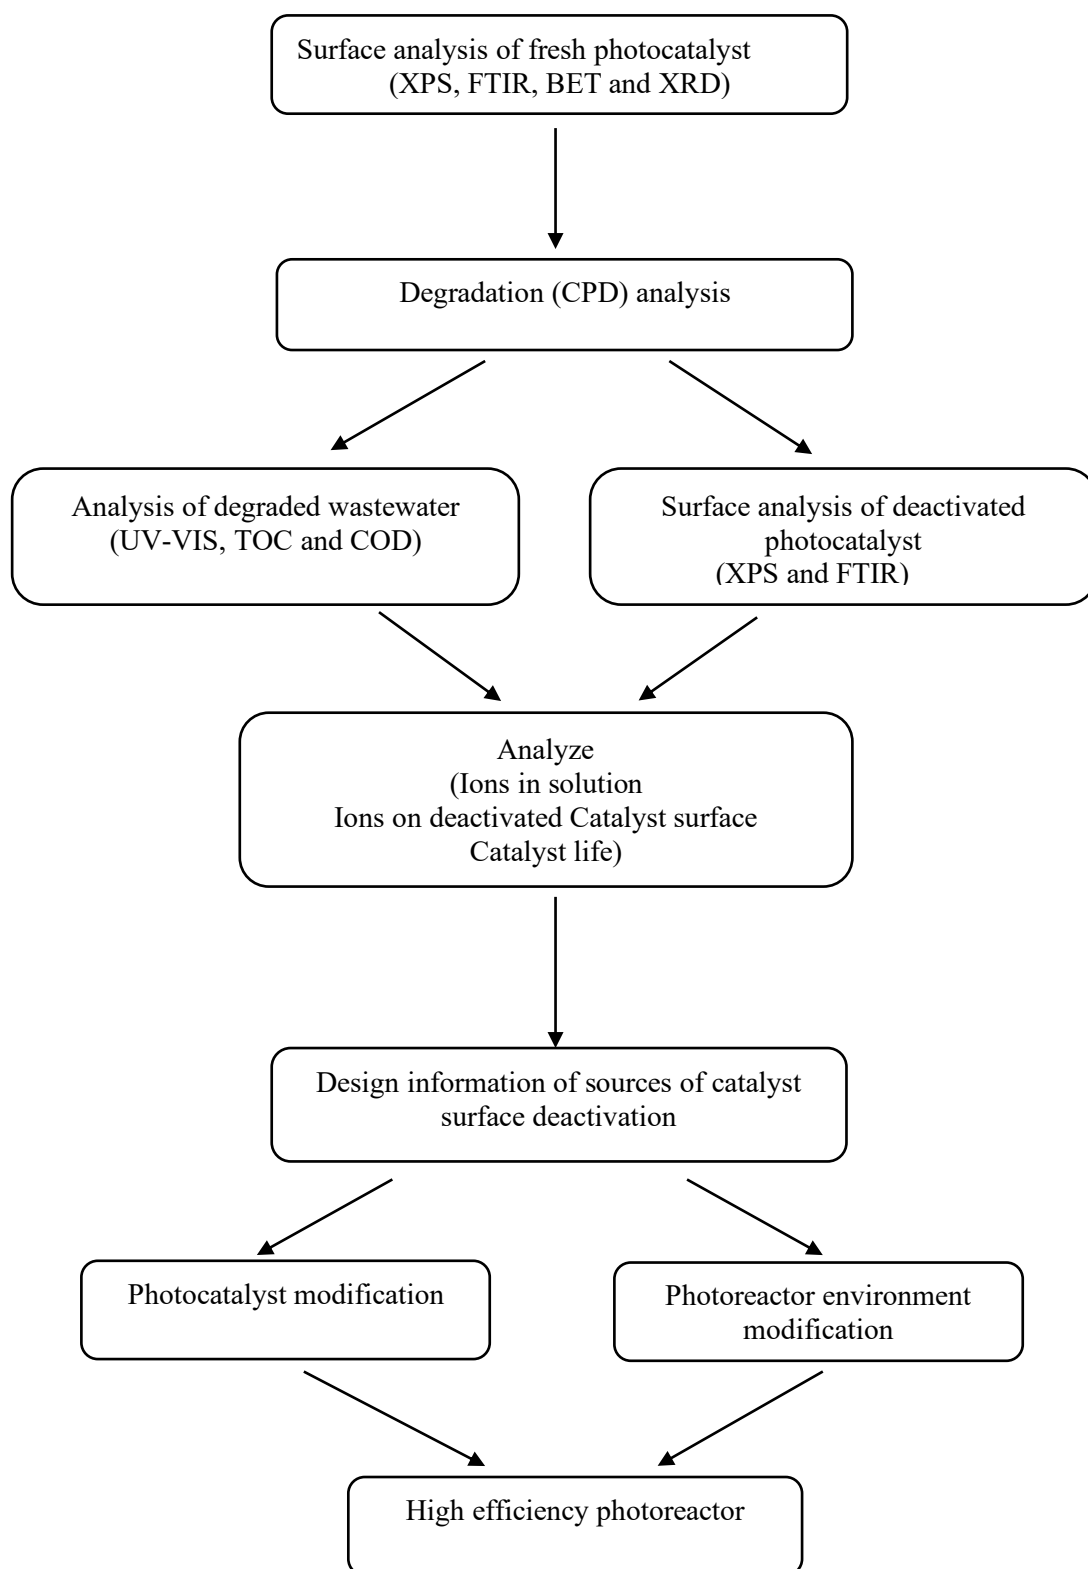 Surface analysis of fresh photocatalyst
(XPS, FTIR, BET and XRD)
Degradation (CPD) analysis
Analysis of degraded wastewater
(UV-VIS, TOC and COD)
Surface analysis of deactivated
photocatalyst
(XPS and FTIR)
Analyze
(Ions in solution
Ions on deactivated Catalyst surface
Catalyst life)
Design information of sources of catalyst
surface deactivation
Photocatalyst modification
Photoreactor environment
modification
High efficiency photoreactor